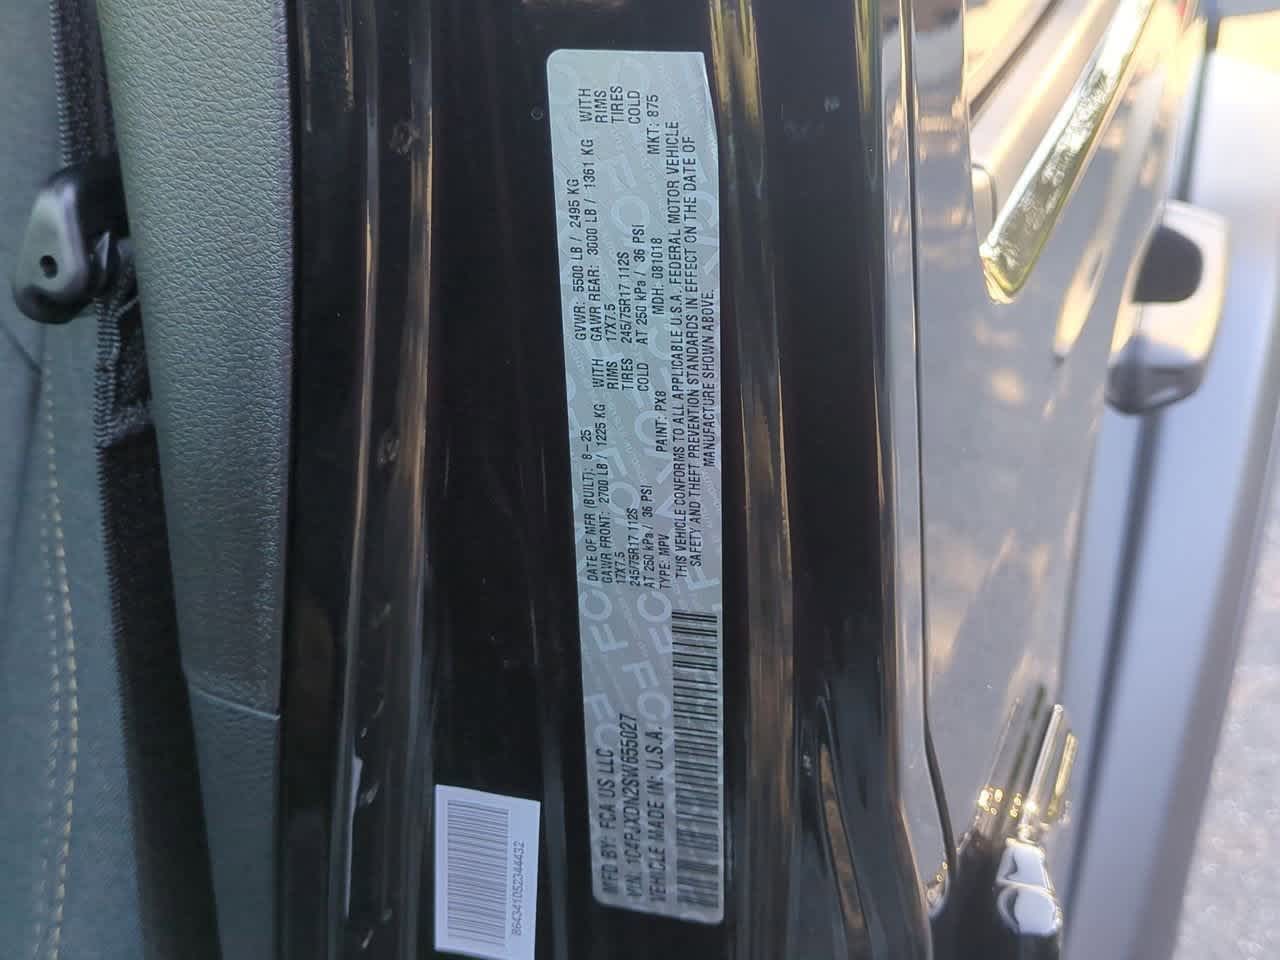 MFD BY: FCA US LLC
DATE OF MFR (BUILT): 8-25
GVWR: 5500 LB / 2495 KG
GAWR FRONT: 2700 LB / 1225 KG WITH
GAWR REAR: 3000 LB / 1361 KG WITH
17X7.5 RIMS
17X7.5 RIMS
245/75R17 112S TIRES
245/75R17 112S TIRES
AT 250 kPa / 36 PSI COLD
AT 250 kPa / 36 PSI COLD
TYPE: MPV PAINT: PX8 MDH: 081018 MKT: 875
VIN: 1C4PJXDN2SW655027
VEHICLE MADE IN: U.S.A.
THIS VEHICLE CONFORMS TO ALL APPLICABLE U.S.A. FEDERAL MOTOR VEHICLE
SAFETY AND THEFT PREVENTION STANDARDS IN EFFECT ON THE DATE OF
MANUFACTURE SHOWN ABOVE.
864341052344432